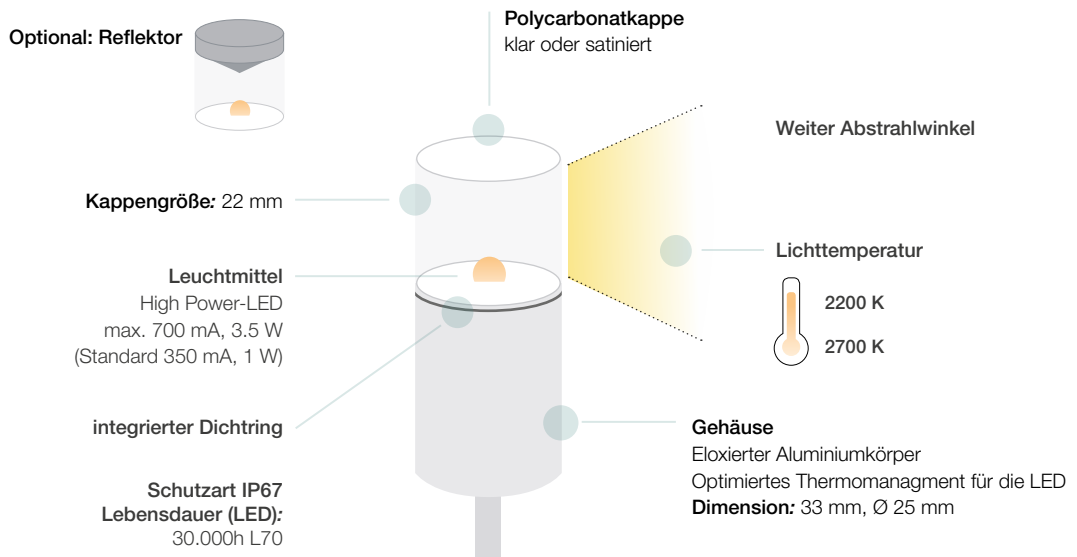 Optional: Reflektor
Polycarbonatkappe
klar oder satiniert
Weiter Abstrahlwinkel
Kappengröße: 22 mm
Lichttemperatur
2200 K
2700 K
Leuchtmittel
High Power-LED
max. 700 mA, 3.5 W
(Standard 350 mA, 1 W)
integrierter Dichtring
Gehäuse
Eloxierter Aluminiumkörper
Optimiertes Thermomanagment für die LED
Dimension: 33 mm, Ø 25 mm
Schutzart IP67
Lebensdauer (LED):
30.000h L70